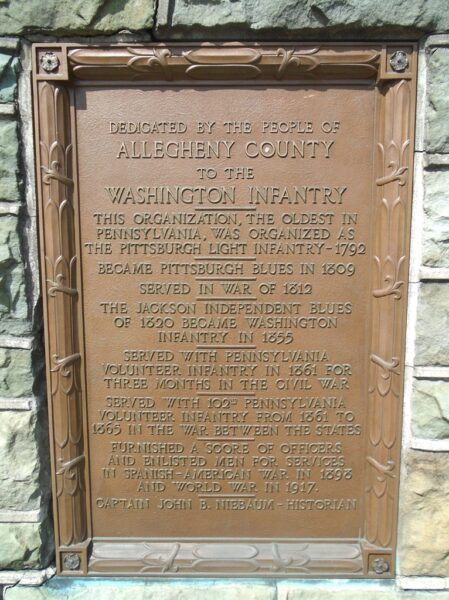 DEDICATED BY THE PEOPLE OF
ALLEGHENY COUNTY
TO THE
WASHINGTON INFANTRY
THIS ORGANIZATION, THE OLDEST IN
PENNSYLVANIA, WAS ORGANIZED AS
THE PITTSBURGH LIGHT INFANTRY-1792
BECAME PITTSBURGH BLUES IN 1809
SERVED IN WAR OF 1812
THE JACKSON INDEPENDENT BLUES
OF 1820 BECAME WASHINGTON
INFANTRY IN 1855
SERVED WITH PENNSYLVANIA
VOLUNTEER INFANTRY IN 1861 FOR
THREE MONTHS IN THE CIVIL WAR
SERVED WITH 102ND PENNSYLVANIA
VOLUNTEER INFANTRY FROM 1861 TO
1865 IN THE WAR BETWEEN THE STATES
FURNISHED A SCORE OF OFFICERS
AND ENLISTED MEN FOR SERVICES
IN SPANISH-AMERICAN WAR IN 1898
AND WORLD WAR IN 1917.
CAPTAIN JOHN B. NIEBAUM - HISTORIAN